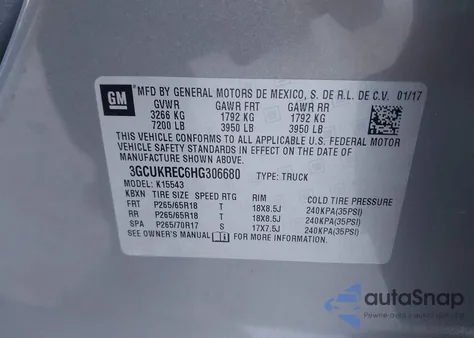 GM
MFD BY GENERAL MOTORS DE MEXICO, S. DE R.L. DE C.V. 01/17
GVWR GAWR FRT GAWR RR
3266 KG 1792 KG 1792 KG
7200 LB 3950 LB 3950 LB
THIS VEHICLE CONFORMS TO ALL APPLICABLE U.S. FEDERAL MOTOR
VEHICLE SAFETY STANDARDS IN EFFECT ON THE DATE OF
MANUFACTURE SHOWN ABOVE.
3GCUKREC6HG306680 TYPE: TRUCK
MODEL: K15543
KBXN TIRE SIZE SPEED RTG RIM COLD TIRE PRESSURE
FRT P265/65R18 T 18X8.5J 240KPA(35PSI)
RR P265/65R18 T 18X8.5J 240KPA(35PSI)
SPA P265/70R17 S 17X7.5J 240KPA(35PSI)
SEE OWNER'S MANUAL FOR MORE INFORMATION.
autoSnap